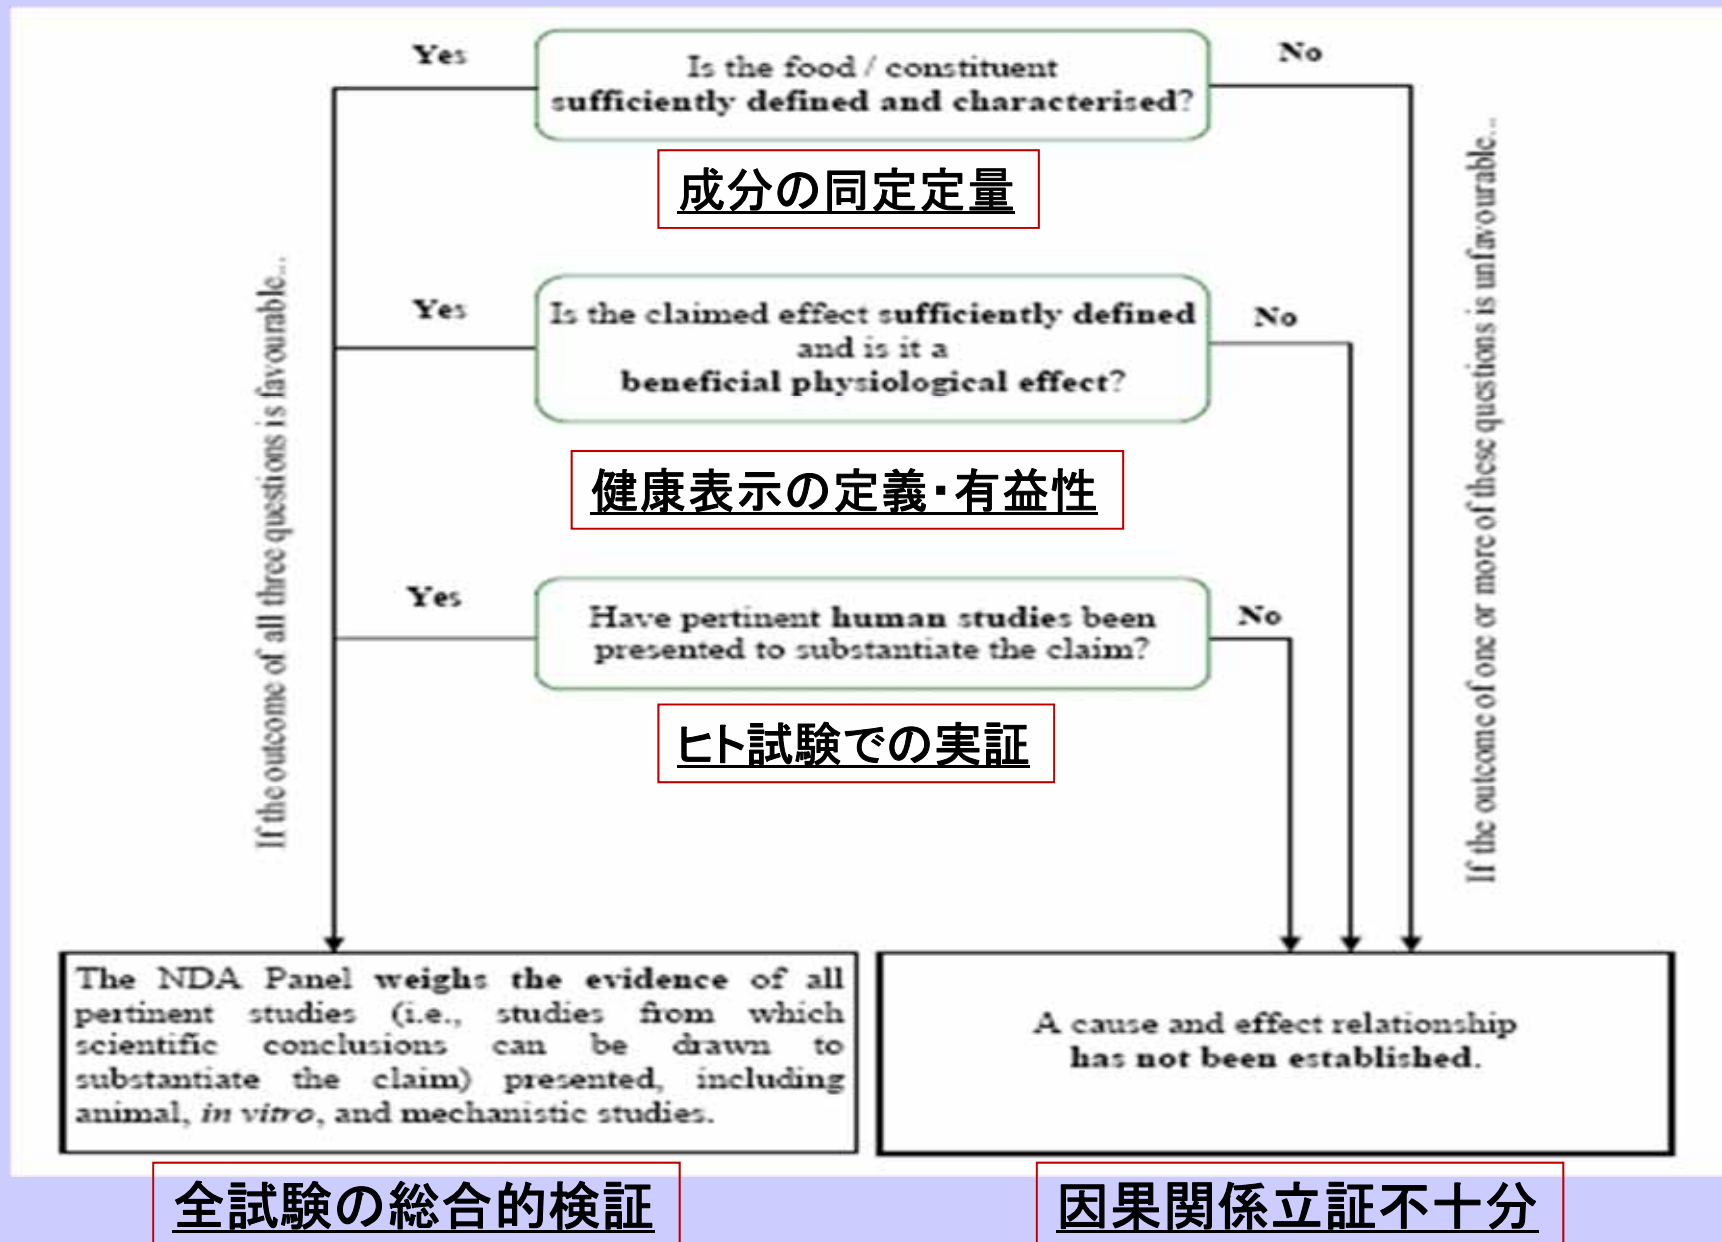 Yes
Is the food / constituent
sufficiently defined and characterised?
No
成分の同定定量
If the outcome of all three questions is favourable...
Yes
Is the claimed effect sufficiently defined
and is it a
beneficial physiological effect?
No
If the outcome of one or more of these questions is unfavourable...
健康表示の定義・有益性
Yes
Have pertinent human studies been
presented to substantiate the claim?
No
ヒト試験での実証
The NDA Panel weighs the evidence of all
pertinent studies (i.e., studies from which
scientific conclusions can be drawn to
substantiate the claim) presented, including
animal, in vitro, and mechanistic studies.
A cause and effect relationship
has not been established.
全試験の総合的検証
因果関係立証不十分